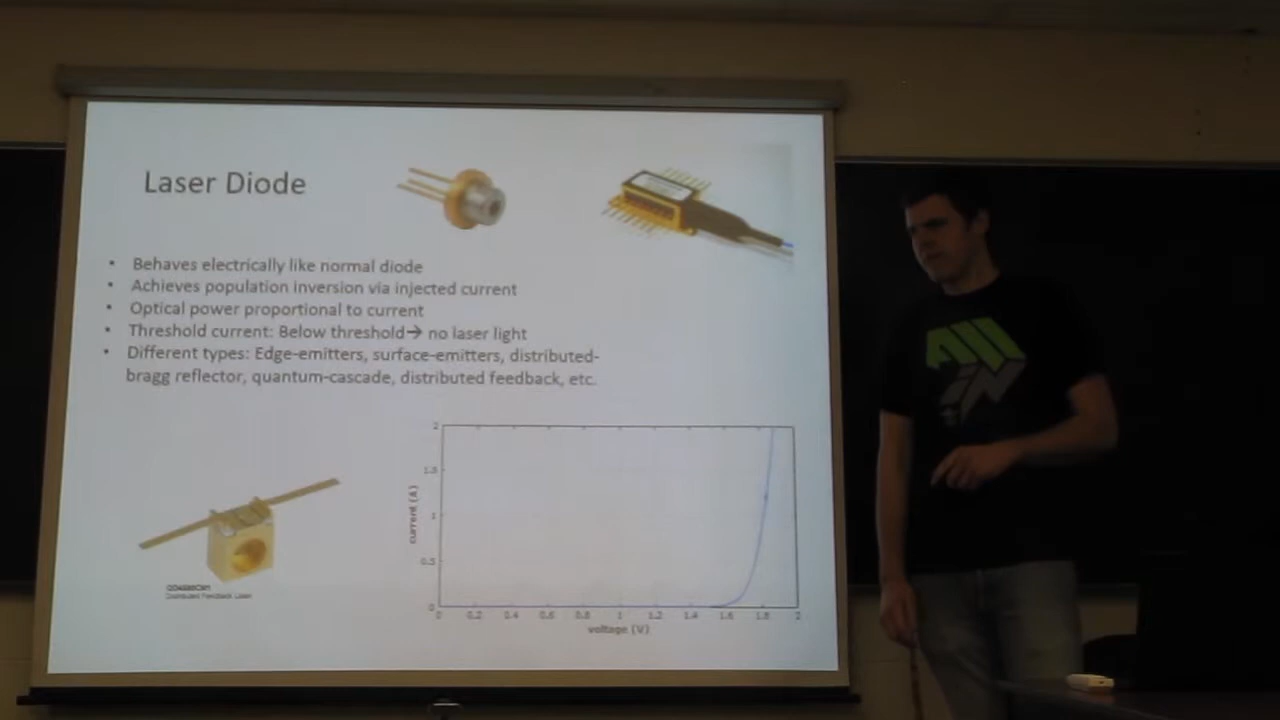 Laser Diode
• Behaves electrically like normal diode
• Achieves population inversion via injected current
• Optical power proportional to current
• Threshold current: Below threshold→ no laser light
• Different types: Edge-emitters, surface-emitters, distributed-
bragg reflector, quantum-cascade, distributed feedback, etc.
2
1.5
1
0.5
0
current (A)
0 0.2 0.4 0.6 0.8 1 1.2 1.4 1.6 1.8 2
voltage (V)
Distributed Feedback Laser